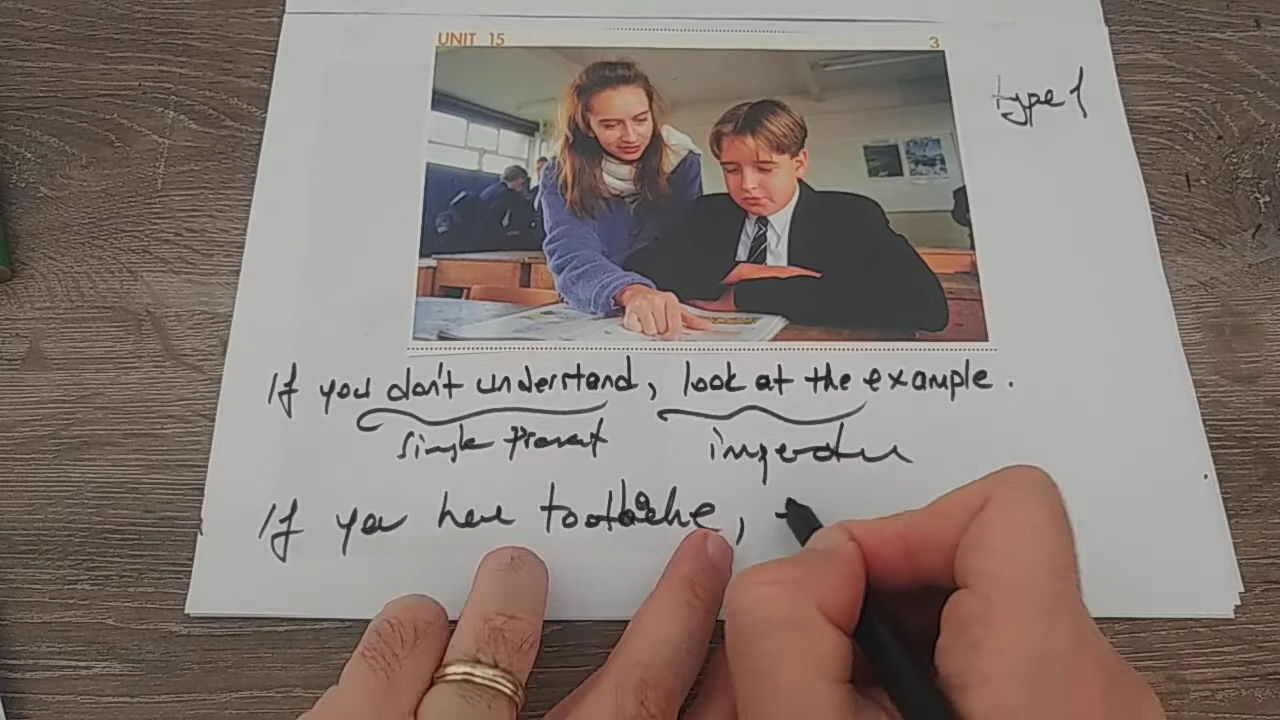 UNIT 15 3
type 1
If you don't understand, look at the example.
simple present
If you have toothache,